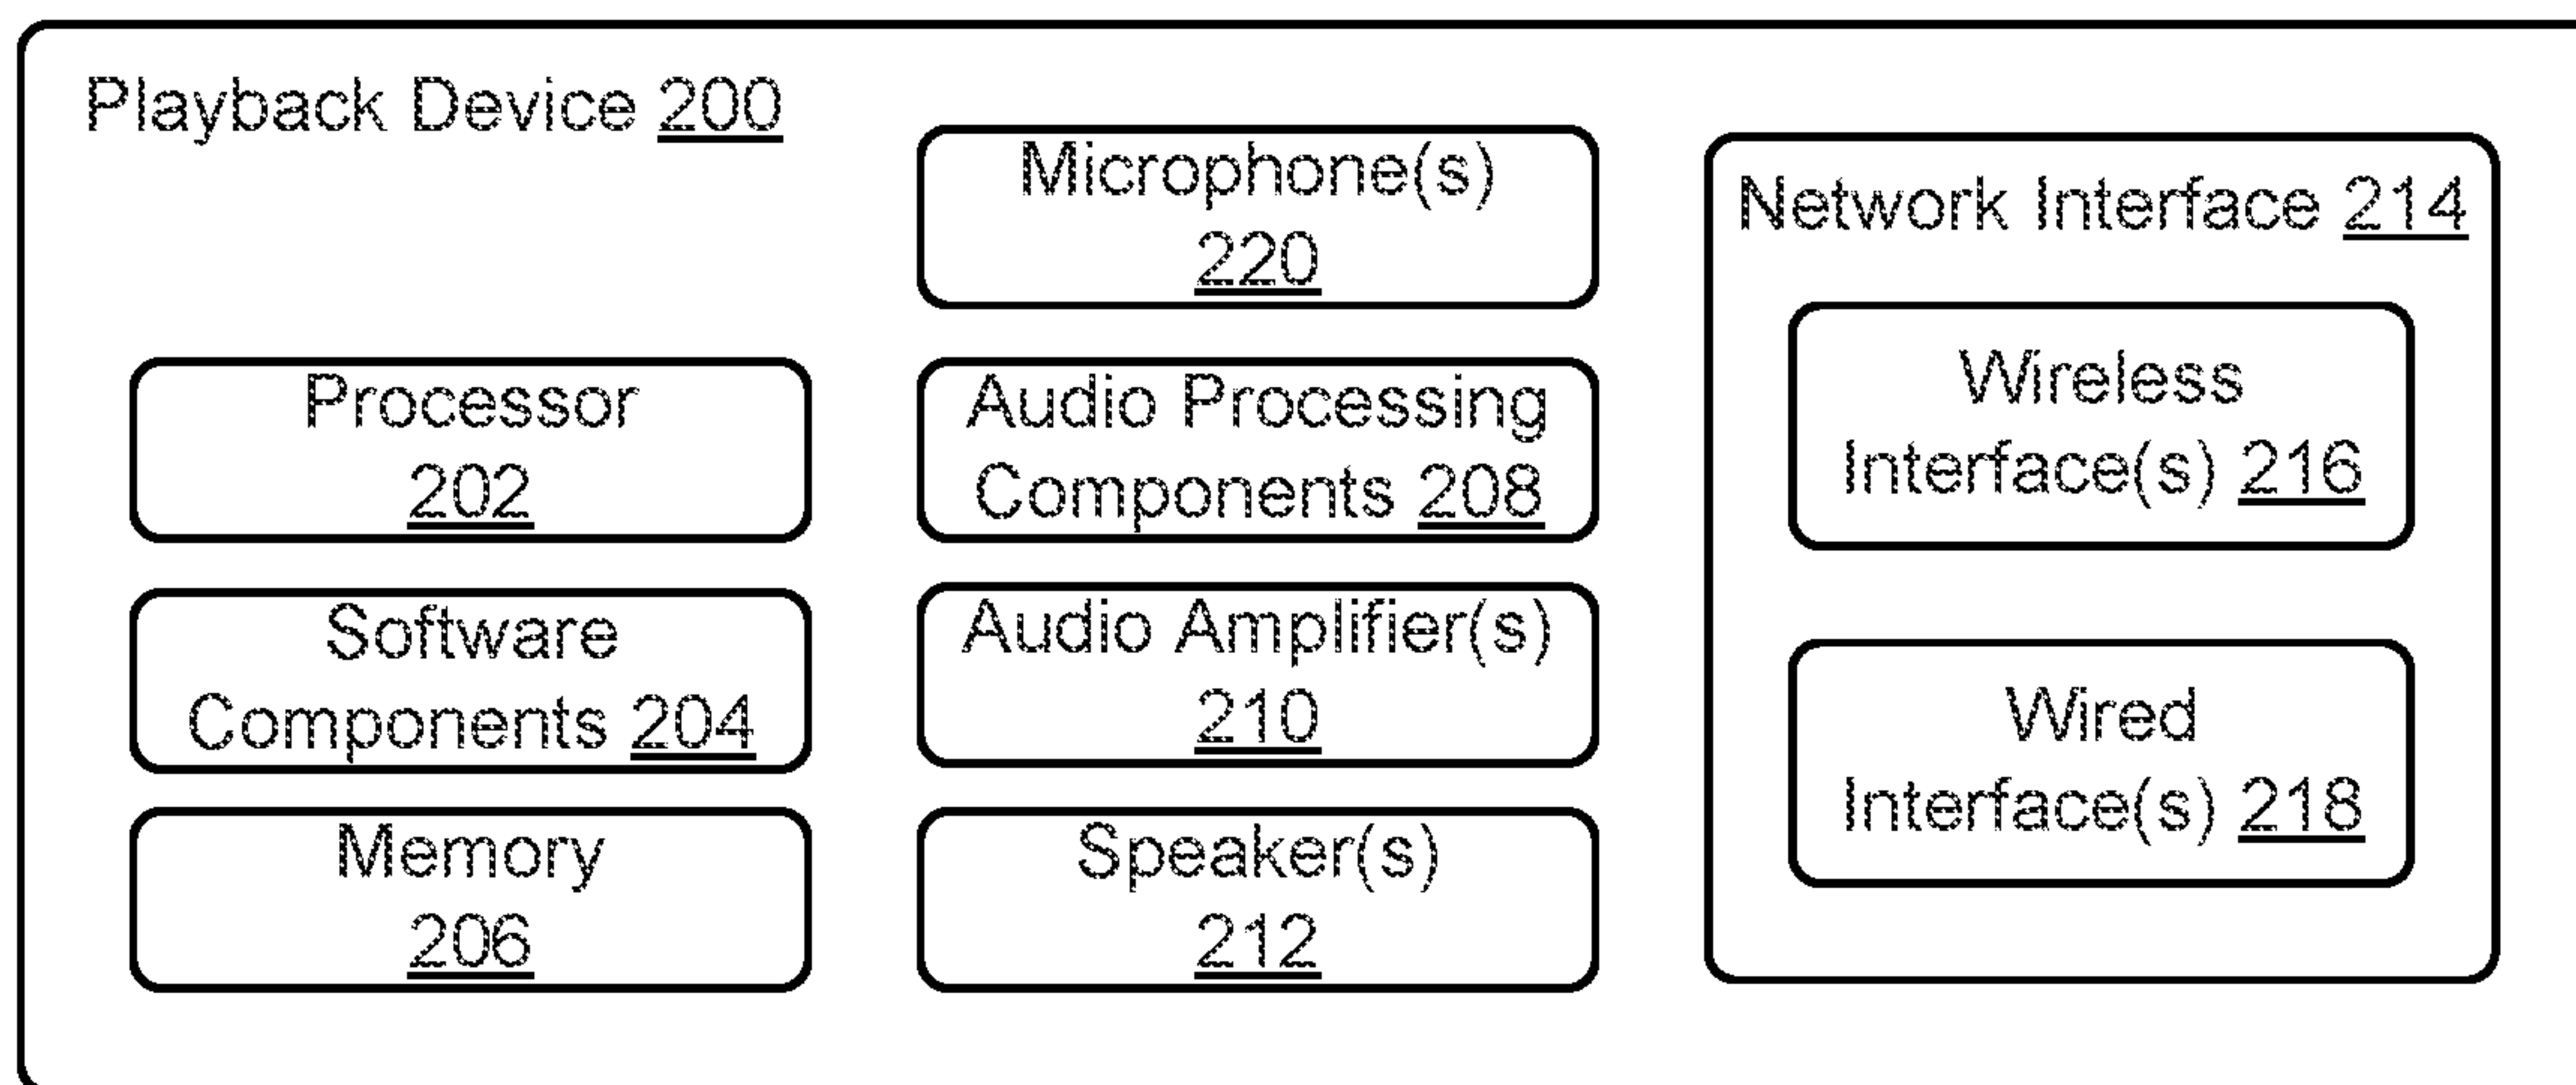 Playback Device 200
Microphone(s)
220
Network Interface 214
Processor
202
Audio Processing
Components 208
Wireless
Interface(s) 216
Software
Components 204
Audio Amplifier(s)
210
Wired
Interface(s) 218
Memory
206
Speaker(s)
212